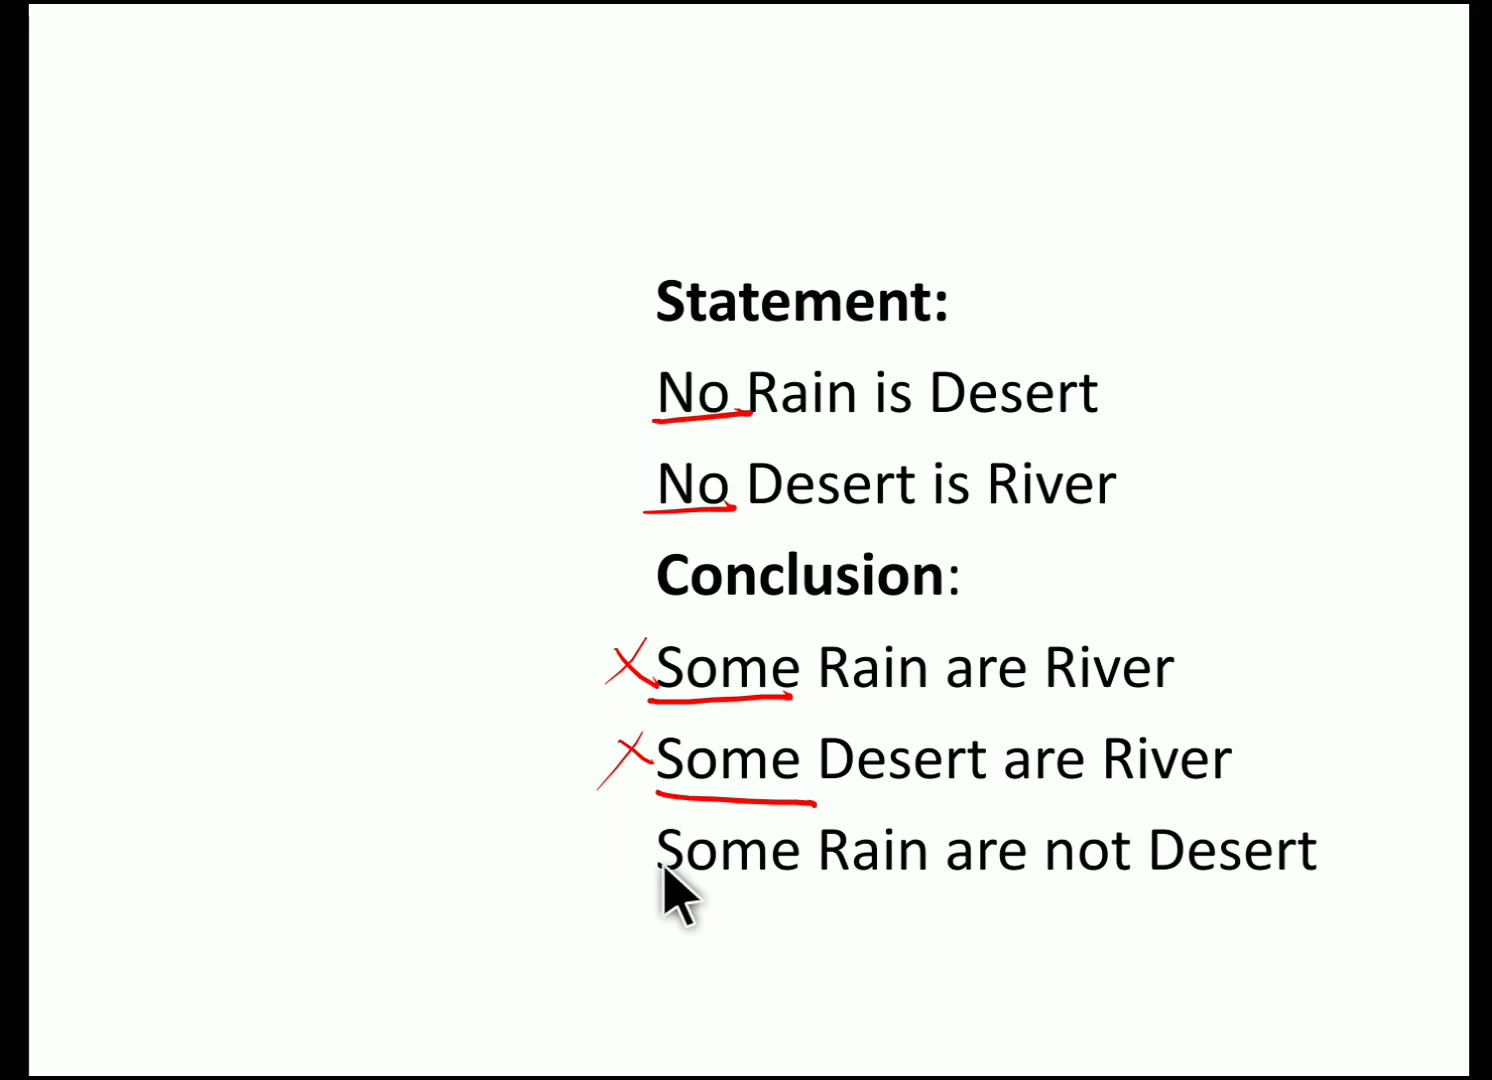 Statement:
No Rain is Desert
No Desert is River
Conclusion:
Some Rain are River
Some Desert are River
Some Rain are not Desert